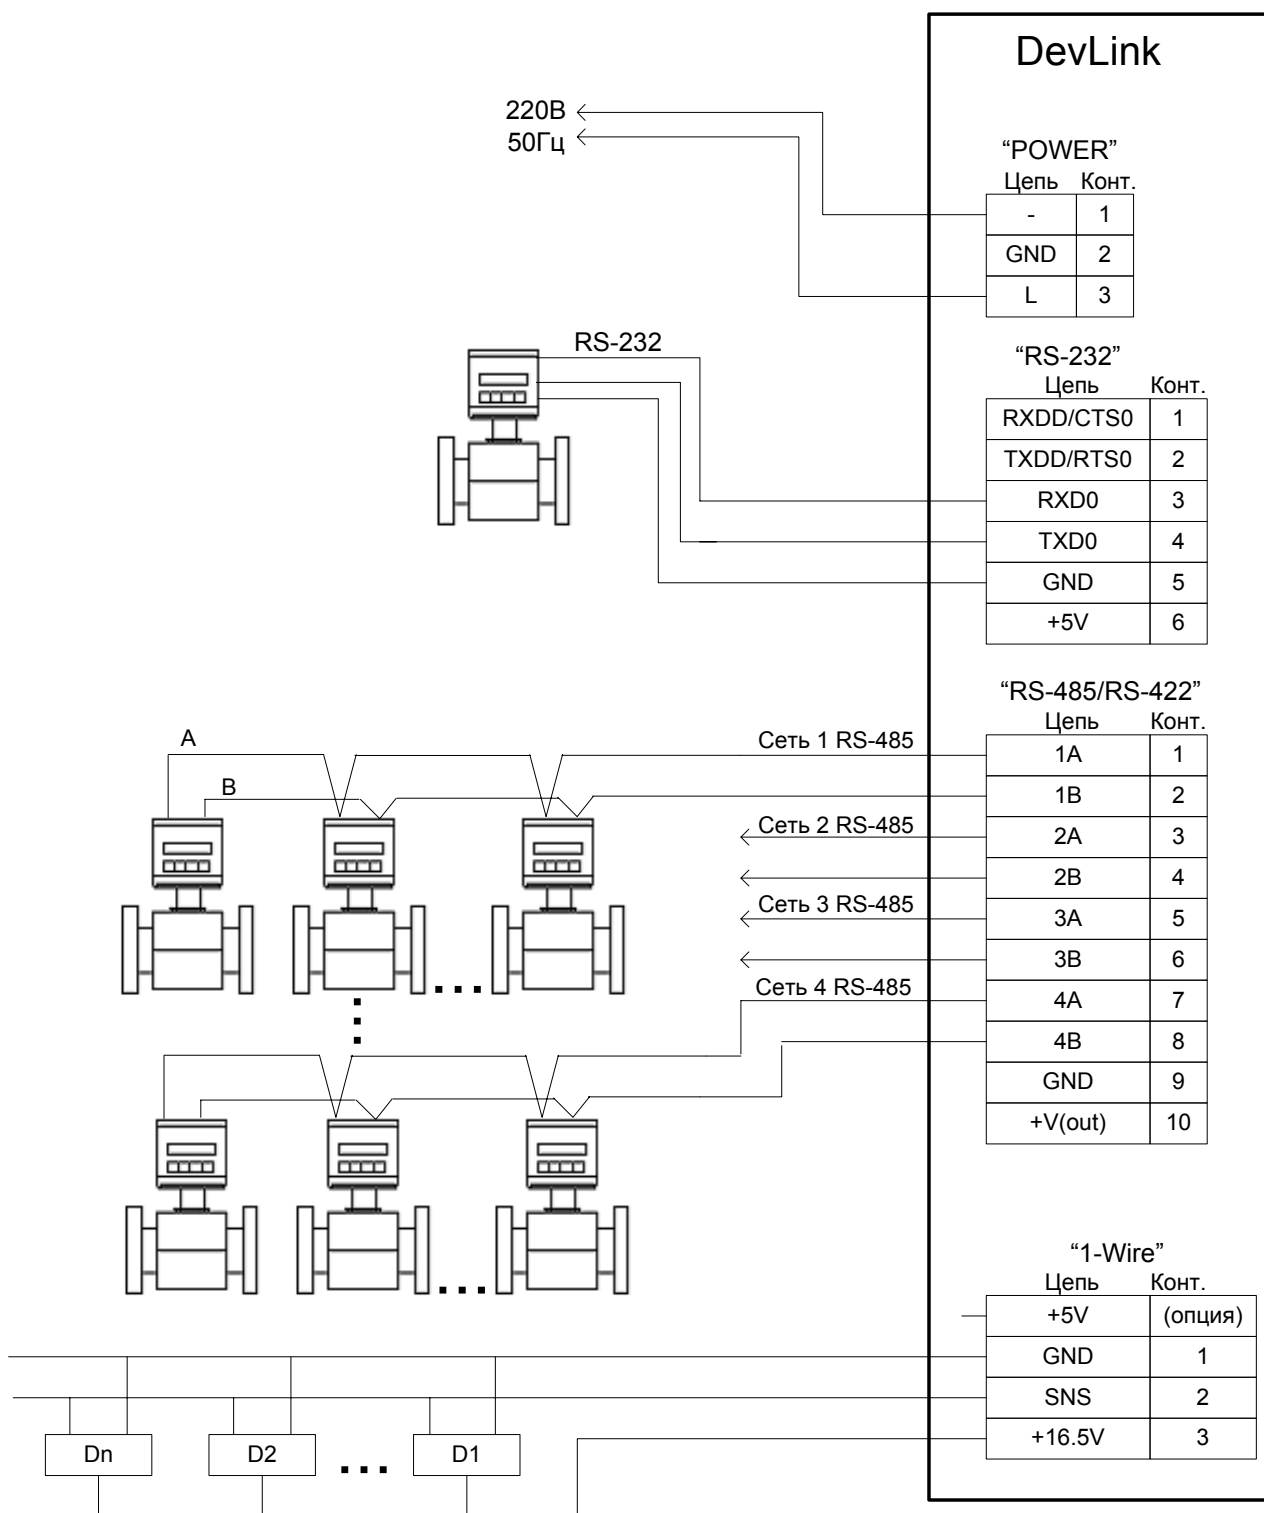 DevLink
220В
50Гц
“POWER”
Цепь Конт.
- 1
GND 2
L 3
RS-232
“RS-232”
Цепь Конт.
RXDD/CTS0 1
TXDD/RTS0 2
RXD0 3
TXD0 4
GND 5
+5V 6
“RS-485/RS-422”
Цепь Конт.
A
B
Сеть 1 RS-485
1A 1
1B 2
Сеть 2 RS-485
2A 3
2B 4
Сеть 3 RS-485
3A 5
3B 6
Сеть 4 RS-485
4A 7
4B 8
GND 9
+V(out) 10
“1-Wire”
Цепь Конт.
+5V (опция)
GND 1
SNS 2
+16.5V 3
Dn D2 ... D1